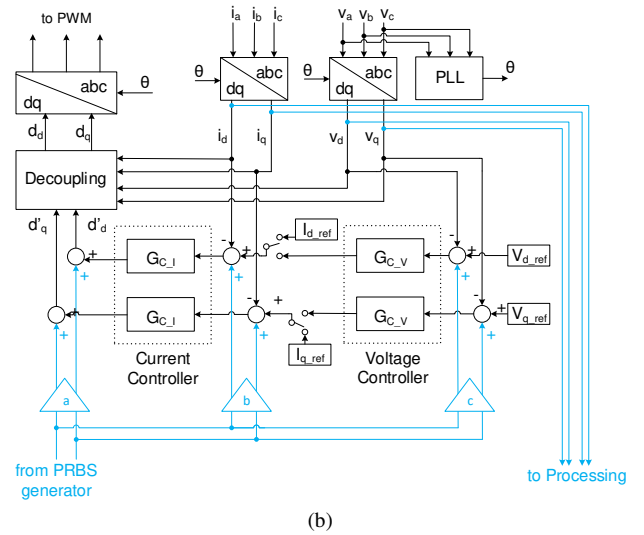 to PWM
i_a i_b i_c
v_a v_b v_c
abc
dq
θ
θ
abc
dq
θ
abc
dq
PLL
θ
d_d d_q
i_d i_q
v_d v_q
Decoupling
d'_q d'_d
- I_d_ref
+ G_C_I + G_C_V - + V_d_ref
+ + +
- +
+ G_C_I G_C_V - + V_q_ref
+ + +
I_q_ref
Current
Controller
Voltage
Controller
a b c
from PRBS
generator
to Processing
(b)